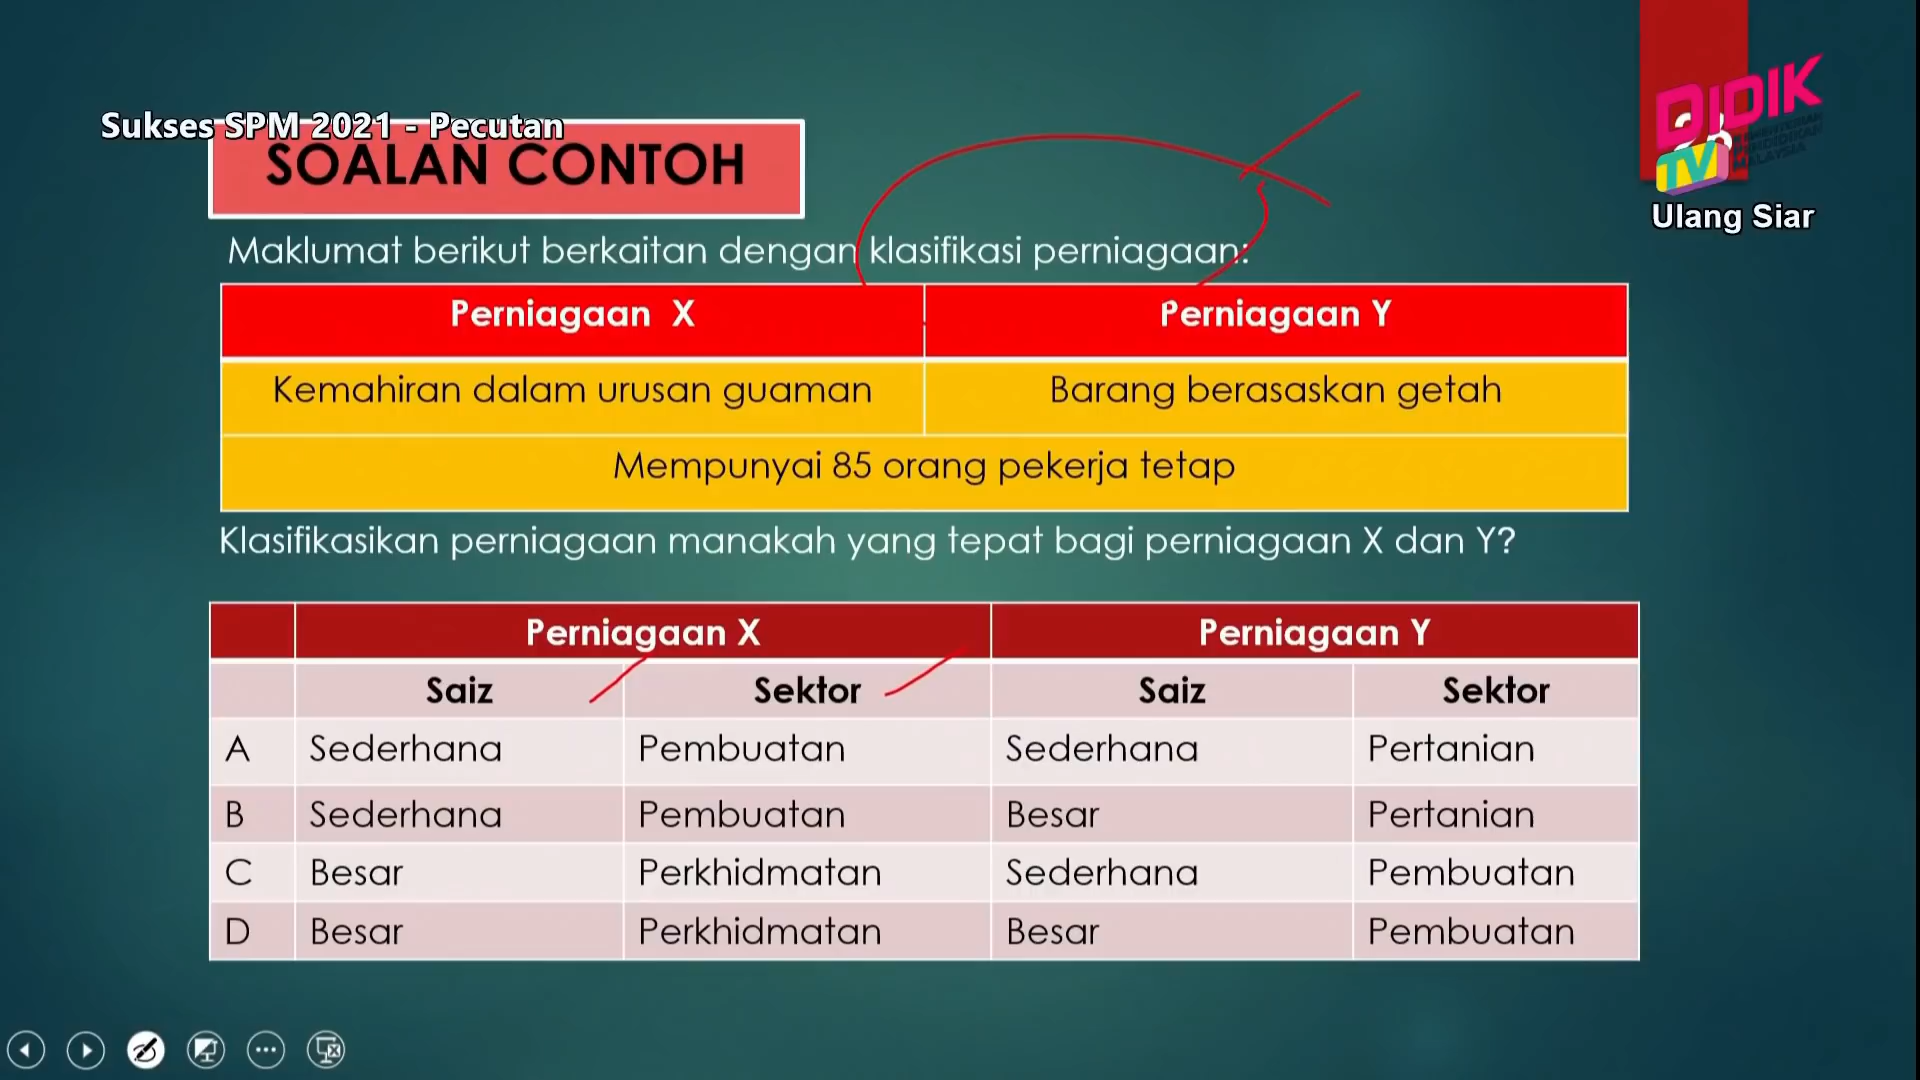 Sukses SPM 2021 - Pecutan
SOALAN CONTOH
DIDIK
TV
KEMENTERIAN
PENDIDIKAN
MALAYSIA
Ulang Siar
Maklumat berikut berkaitan dengan klasifikasi perniagaan:
Perniagaan X Perniagaan Y
Kemahiran dalam urusan guaman Barang berasaskan getah
Mempunyai 85 orang pekerja tetap
Klasifikasikan perniagaan manakah yang tepat bagi perniagaan X dan Y?
Perniagaan X Perniagaan Y
Saiz Sektor Saiz Sektor
A Sederhana Pembuatan Sederhana Pertanian
B Sederhana Pembuatan Besar Pertanian
C Besar Perkhidmatan Sederhana Pembuatan
D Besar Perkhidmatan Besar Pembuatan